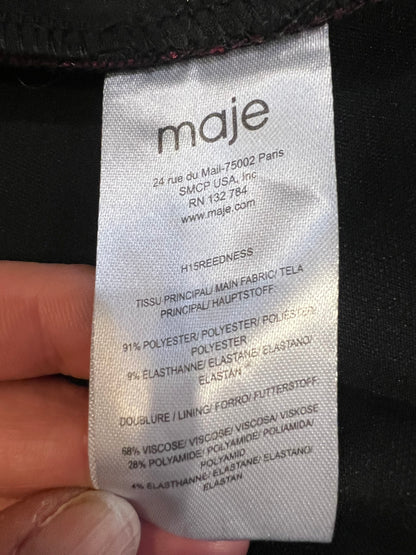 maje
24 rue du Mail-75002 Paris
SMCP USA, Inc
RN 132 784
www.maje.com
H15REEDNESS
TISSU PRINCIPAL/ MAIN FABRIC/ TELA
PRINCIPAL/ HAUPTSTOFF:
91% POLYESTER/ POLYESTER/ POLIESTER/
POLYESTER
9% ÉLASTHANNE/ ELASTANE/ ELASTANO/
ELASTAN
DOUBLURE / LINING/ FORRO/ FUTTERSTOFF:
68% VISCOSE/ VISCOSE/ VISCOSA/ VISKOSE
28% POLYAMIDE/ POLYAMIDE/ POLIAMIDA/
POLYAMID
4% ELASTHANNE/ ELASTANE/ ELASTANO/
ELASTAN